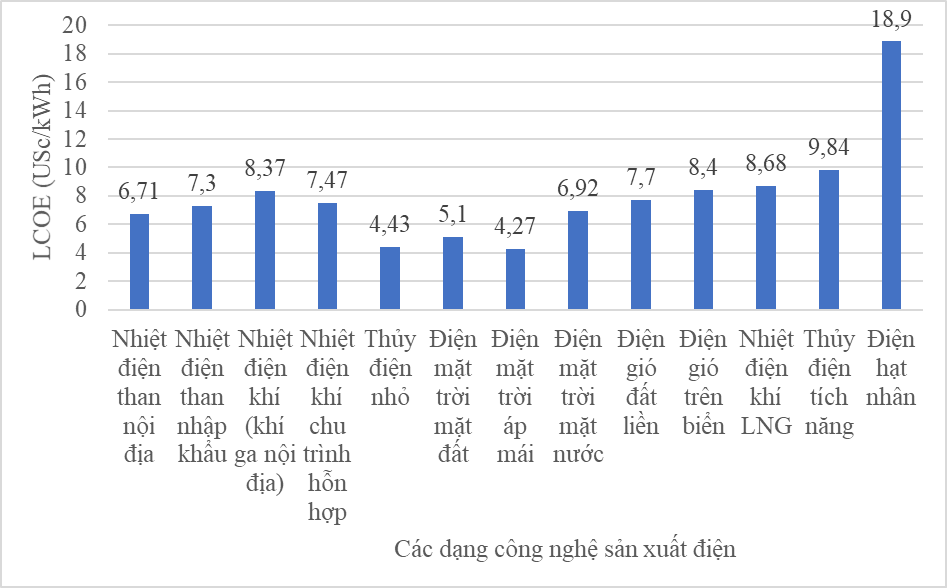 LCOE (USc/kWh)
20
18
16
14
12
10
8
6
4
2
0
6,71
7,3
8,37
7,47
4,43
5,1
4,27
6,92
7,7
8,4
8,68
9,84
18,9
Nhiệt
điện
than
nội
địa
Nhiệt
điện
than
nhập
khẩu
Nhiệt
điện
khí
(khí
ga nội
địa)
Nhiệt
điện
khí
chu
trình
hỗn
hợp
Thủy
điện
nhỏ
Điện
mặt
trời
mặt
đất
Điện
mặt
trời
áp
mái
Điện
mặt
trời
mặt
nước
Điện
gió
đất
liền
Điện
gió
trên
biển
Nhiệt
điện
khí
LNG
Thủy
điện
tích
năng
Điện
hạt
nhân
Các dạng công nghệ sản xuất điện